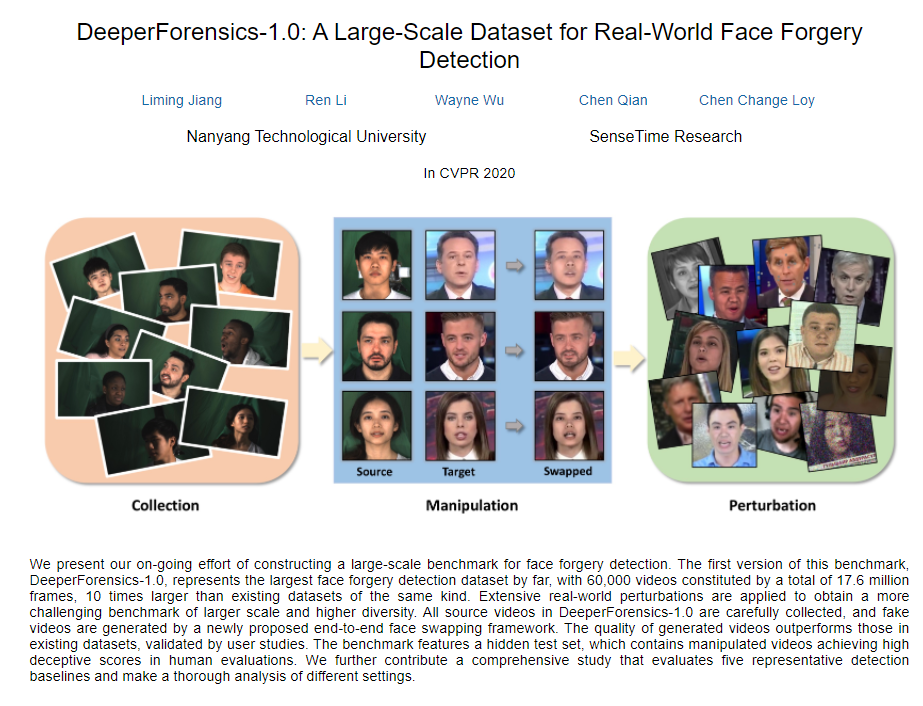 DeeperForensics-1.0: A Large-Scale Dataset for Real-World Face Forgery
Detection
Liming Jiang Ren Li Wayne Wu Chen Qian Chen Change Loy
Nanyang Technological University SenseTime Research
In CVPR 2020
Source Target Swapped
Collection Manipulation Perturbation
We present our on-going effort of constructing a large-scale benchmark for face forgery detection. The first version of this benchmark,
DeeperForensics-1.0, represents the largest face forgery detection dataset by far, with 60,000 videos constituted by a total of 17.6 million
frames, 10 times larger than existing datasets of the same kind. Extensive real-world perturbations are applied to obtain a more
challenging benchmark of larger scale and higher diversity. All source videos in DeeperForensics-1.0 are carefully collected, and fake
videos are generated by a newly proposed end-to-end face swapping framework. The quality of generated videos outperforms those in
existing datasets, validated by user studies. The benchmark features a hidden test set, which contains manipulated videos achieving high
deceptive scores in human evaluations. We further contribute a comprehensive study that evaluates five representative detection
baselines and make a thorough analysis of different settings.